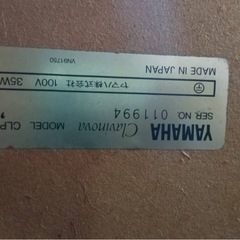 YAMAHA Clavinova MODEL CLP
SER NO. 011994
ヤマハ株式会社 100V 35W
MADE IN JAPAN
VN91750